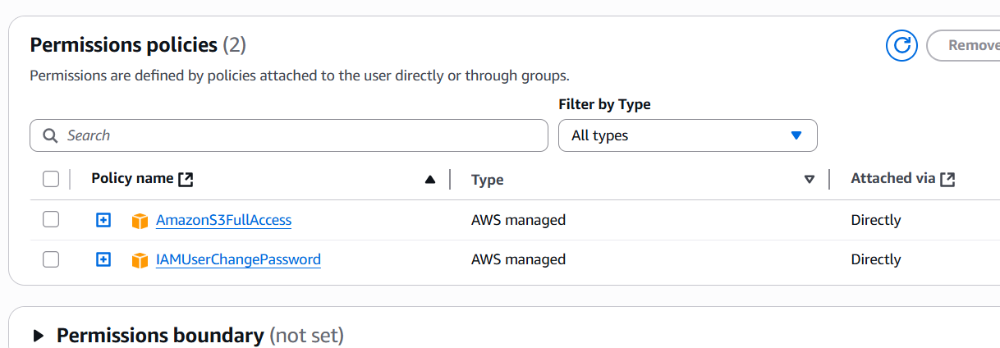 Permissions policies (2)
Remove
Permissions are defined by policies attached to the user directly or through groups.
Filter by Type
Search
All types
Policy name
Type
Attached via
AmazonS3FullAccess
AWS managed
Directly
IAMUserChangePassword
AWS managed
Directly
Permissions boundary (not set)